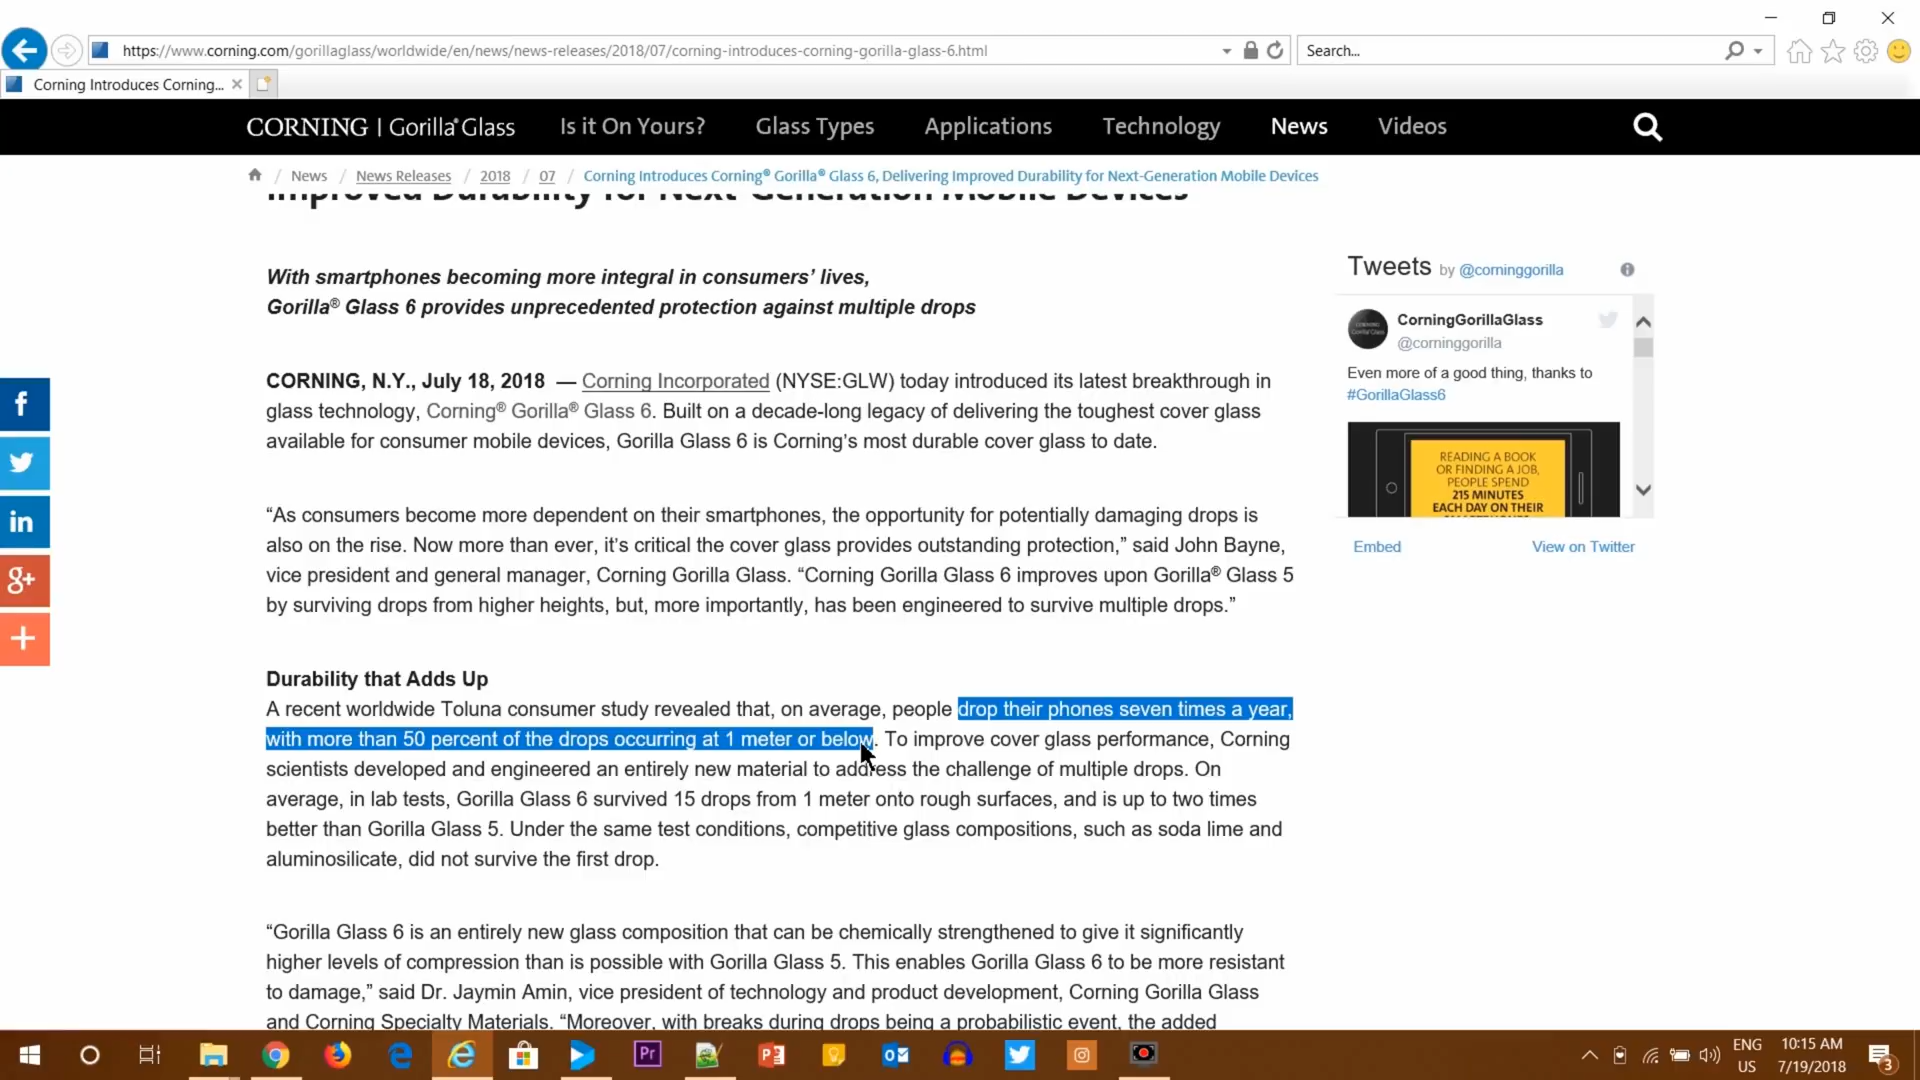 https://www.corning.com/gorillaglass/worldwide/en/news/news-releases/2018/07/corning-introduces-corning-gorilla-glass-6.html
Search...
Corning Introduces Corning...
CORNING | Gorilla® Glass
Is it On Yours?
Glass Types
Applications
Technology
News
Videos
/ News / News Releases / 2018 / 07 / Corning Introduces Corning® Gorilla® Glass 6, Delivering Improved Durability for Next-Generation Mobile Devices
Improved Durability for Next-Generation Mobile Devices
With smartphones becoming more integral in consumers’ lives,
Gorilla® Glass 6 provides unprecedented protection against multiple drops
CORNING, N.Y., July 18, 2018 — Corning Incorporated (NYSE:GLW) today introduced its latest breakthrough in
glass technology, Corning® Gorilla® Glass 6. Built on a decade-long legacy of delivering the toughest cover glass
available for consumer mobile devices, Gorilla Glass 6 is Corning’s most durable cover glass to date.
“As consumers become more dependent on their smartphones, the opportunity for potentially damaging drops is
also on the rise. Now more than ever, it’s critical the cover glass provides outstanding protection,” said John Bayne,
vice president and general manager, Corning Gorilla Glass. “Corning Gorilla Glass 6 improves upon Gorilla® Glass 5
by surviving drops from higher heights, but, more importantly, has been engineered to survive multiple drops.”
Durability that Adds Up
A recent worldwide Toluna consumer study revealed that, on average, people drop their phones seven times a year,
with more than 50 percent of the drops occurring at 1 meter or below. To improve cover glass performance, Corning
scientists developed and engineered an entirely new material to address the challenge of multiple drops. On
average, in lab tests, Gorilla Glass 6 survived 15 drops from 1 meter onto rough surfaces, and is up to two times
better than Gorilla Glass 5. Under the same test conditions, competitive glass compositions, such as soda lime and
aluminosilicate, did not survive the first drop.
“Gorilla Glass 6 is an entirely new glass composition that can be chemically strengthened to give it significantly
higher levels of compression than is possible with Gorilla Glass 5. This enables Gorilla Glass 6 to be more resistant
to damage,” said Dr. Jaymin Amin, vice president of technology and product development, Corning Gorilla Glass
and Corning Specialty Materials. “Moreover, with breaks during drops being a probabilistic event, the added
Tweets by @corninggorilla
CorningGorillaGlass
@corninggorilla
Even more of a good thing, thanks to
#GorillaGlass6
READING A BOOK
OR FINDING A JOB,
PEOPLE SPEND
215 MINUTES
EACH DAY ON THEIR
Embed
View on Twitter
f
in
g+
+
Pr
ENG
US
10:15 AM
7/19/2018
3